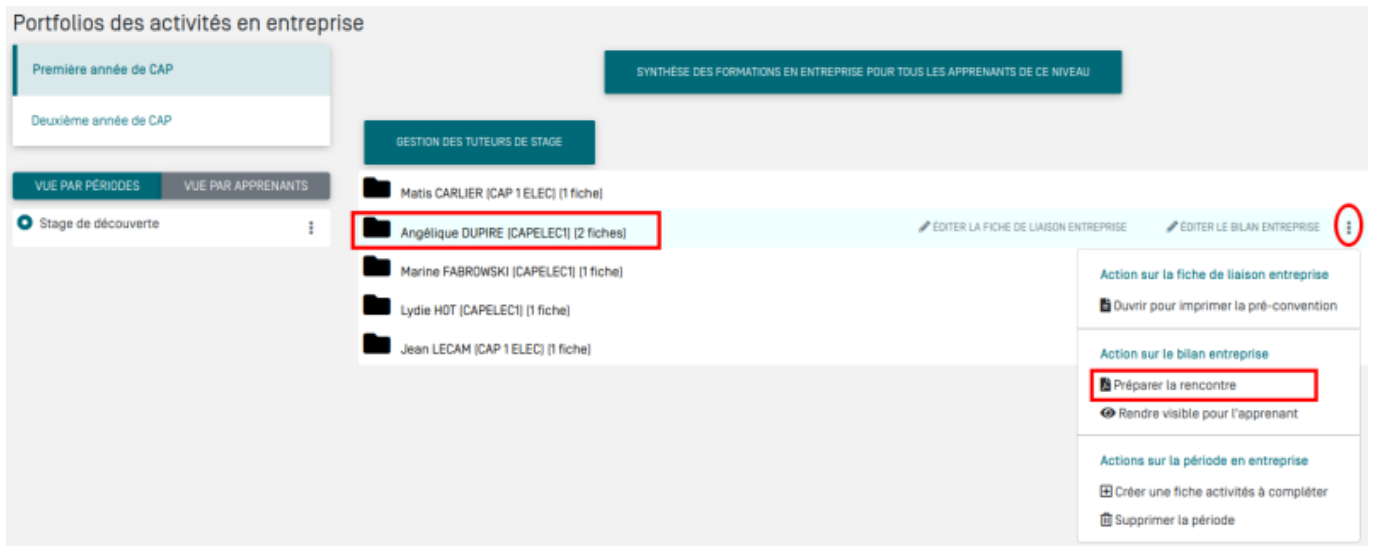 Portfolios des activités en entreprise
Première année de CAP
Deuxième année de CAP
VUE PAR PÉRIODES
VUE PAR APPRENANTS
Stage de découverte
SYNTHÈSE DES FORMATIONS EN ENTREPRISE POUR TOUS LES APPRENANTS DE CE NIVEAU
GESTION DES TUTEURS DE STAGE
Matis CARLIER (CAP 1 ELEC) (1 fiche)
Angélique DUPIRE (CAPELEC1) (2 fiches)
ÉDITER LA FICHE DE LIAISON ENTREPRISE
ÉDITER LE BILAN ENTREPRISE
Marine FABROWSKI (CAPELEC1) (1 fiche)
Lydie HOT (CAPELEC1) (1 fiche)
Jean LECAM (CAP 1 ELEC) (1 fiche)
Action sur la fiche de liaison entreprise
Ouvrir pour imprimer la pré-convention
Action sur le bilan entreprise
Préparer la rencontre
Rendre visible pour l'apprenant
Actions sur la période en entreprise
Créer une fiche activités à compléter
Supprimer la période